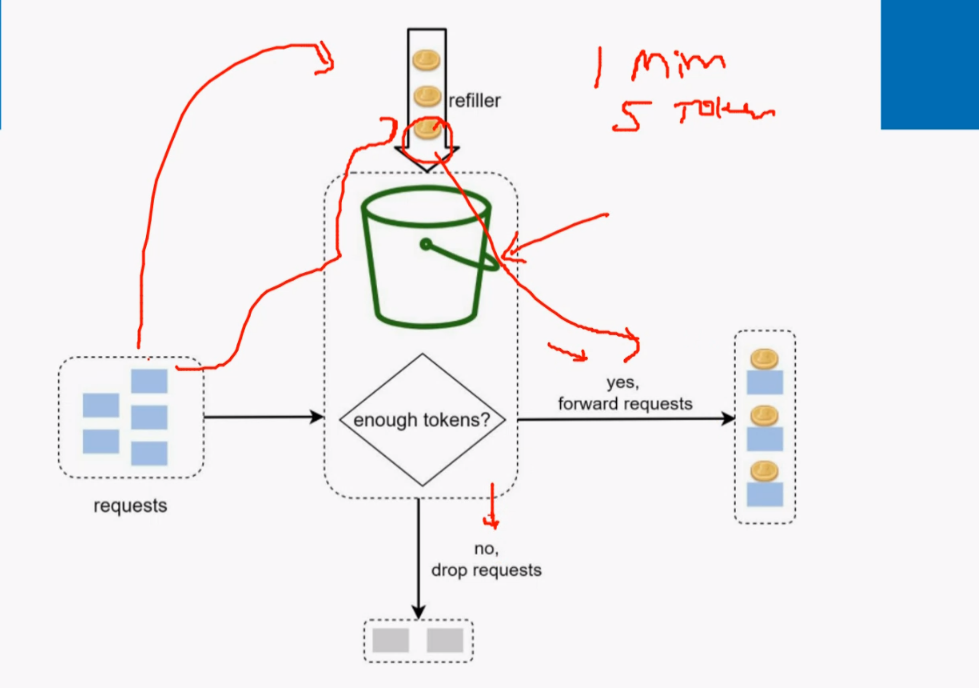 1 Min
5 Token
refiller
enough tokens?
yes,
forward requests
requests
no,
drop requests